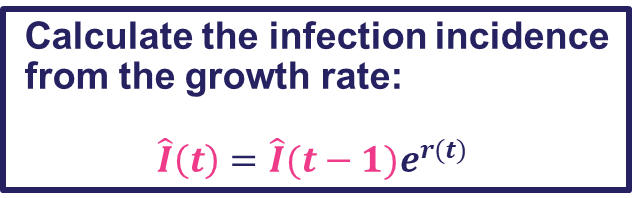 Calculate the infection incidence
from the growth rate:
Î(t) = Î(t − 1)e^{r(t)}